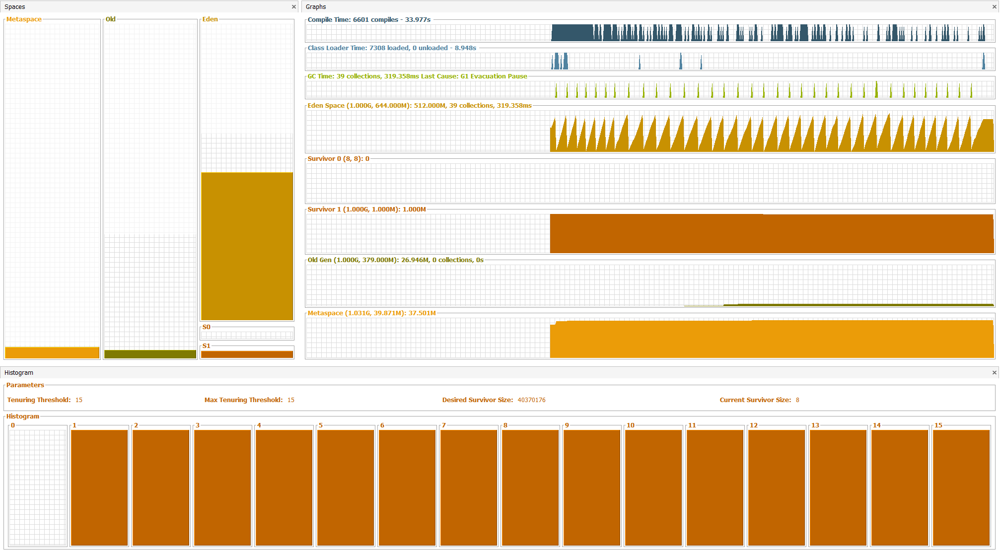 Spaces
Metaspace
Old
Eden
S0
S1
Graphs
Compile Time: 6601 compiles - 33.977s
Class Loader Time: 7308 loaded, 0 unloaded - 8.948s
GC Time: 39 collections, 319.358ms Last Cause: G1 Evacuation Pause
Eden Space (1.000G, 644.000M): 512.000M, 39 collections, 319.358ms
Survivor 0 (8, 8): 0
Survivor 1 (1.000G, 1.000M): 1.000M
Old Gen (1.000G, 379.000M): 26.946M, 0 collections, 0s
Metaspace (1.031G, 39.871M): 37.501M
Histogram
Parameters
Tenuring Threshold: 15 Max Tenuring Threshold: 15 Desired Survivor Size: 40370176 Current Survivor Size: 8
Histogram
0 1 2 3 4 5 6 7 8 9 10 11 12 13 14 15